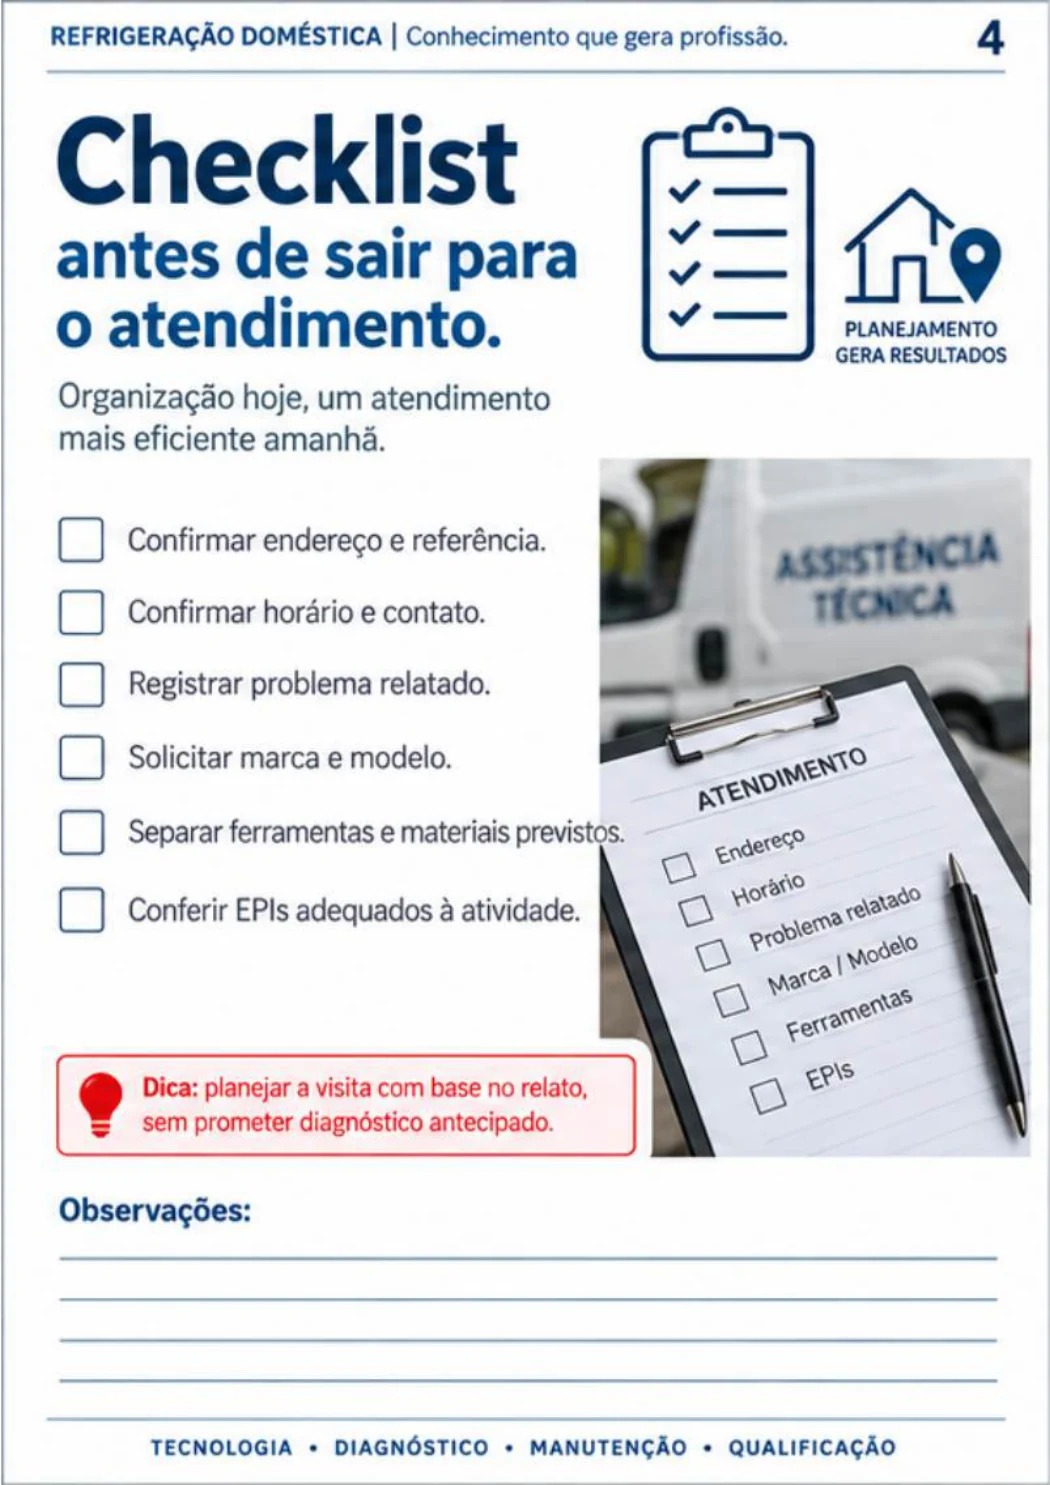 REFRIGERAÇÃO DOMÉSTICA | Conhecimento que gera profissão.
4
Checklist
antes de sair para
o atendimento.
PLANEJAMENTO
GERA RESULTADOS
Organização hoje, um atendimento
mais eficiente amanhã.
Confirmar endereço e referência.
Confirmar horário e contato.
Registrar problema relatado.
Solicitar marca e modelo.
Separar ferramentas e materiais previstos.
Conferir EPIs adequados à atividade.
ASSISTÊNCIA
TÉCNICA
ATENDIMENTO
Endereço
Horário
Problema relatado
Marca / Modelo
Ferramentas
EPIs
Dica: planejar a visita com base no relato,
sem prometer diagnóstico antecipado.
Observações:
TECNOLOGIA • DIAGNÓSTICO • MANUTENÇÃO • QUALIFICAÇÃO